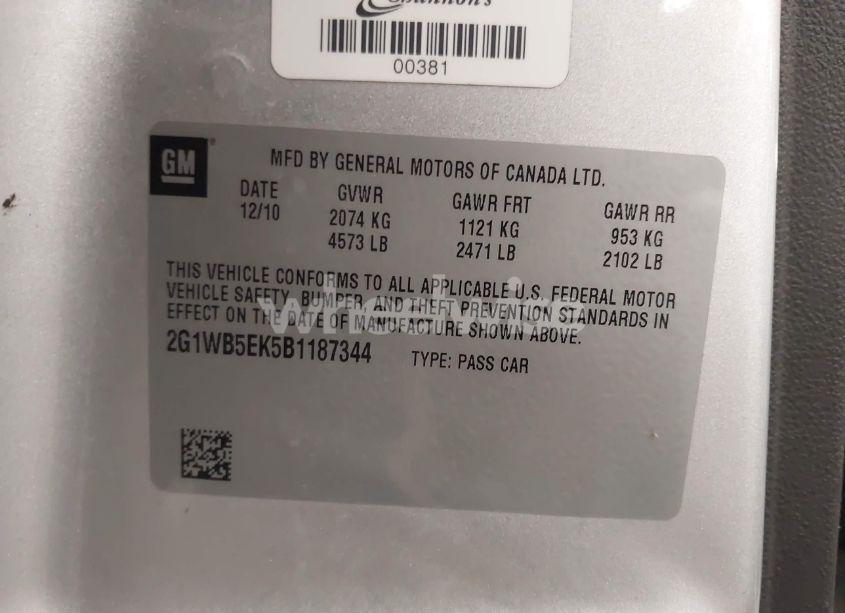 Shannon's
00381
GM
MFD BY GENERAL MOTORS OF CANADA LTD.
DATE GVWR GAWR FRT GAWR RR
12/10 2074 KG 1121 KG 953 KG
4573 LB 2471 LB 2102 LB
THIS VEHICLE CONFORMS TO ALL APPLICABLE U.S. FEDERAL MOTOR
VEHICLE SAFETY, BUMPER, AND THEFT PREVENTION STANDARDS IN
EFFECT ON THE DATE OF MANUFACTURE SHOWN ABOVE.
2G1WB5EK5B1187344 TYPE: PASS CAR